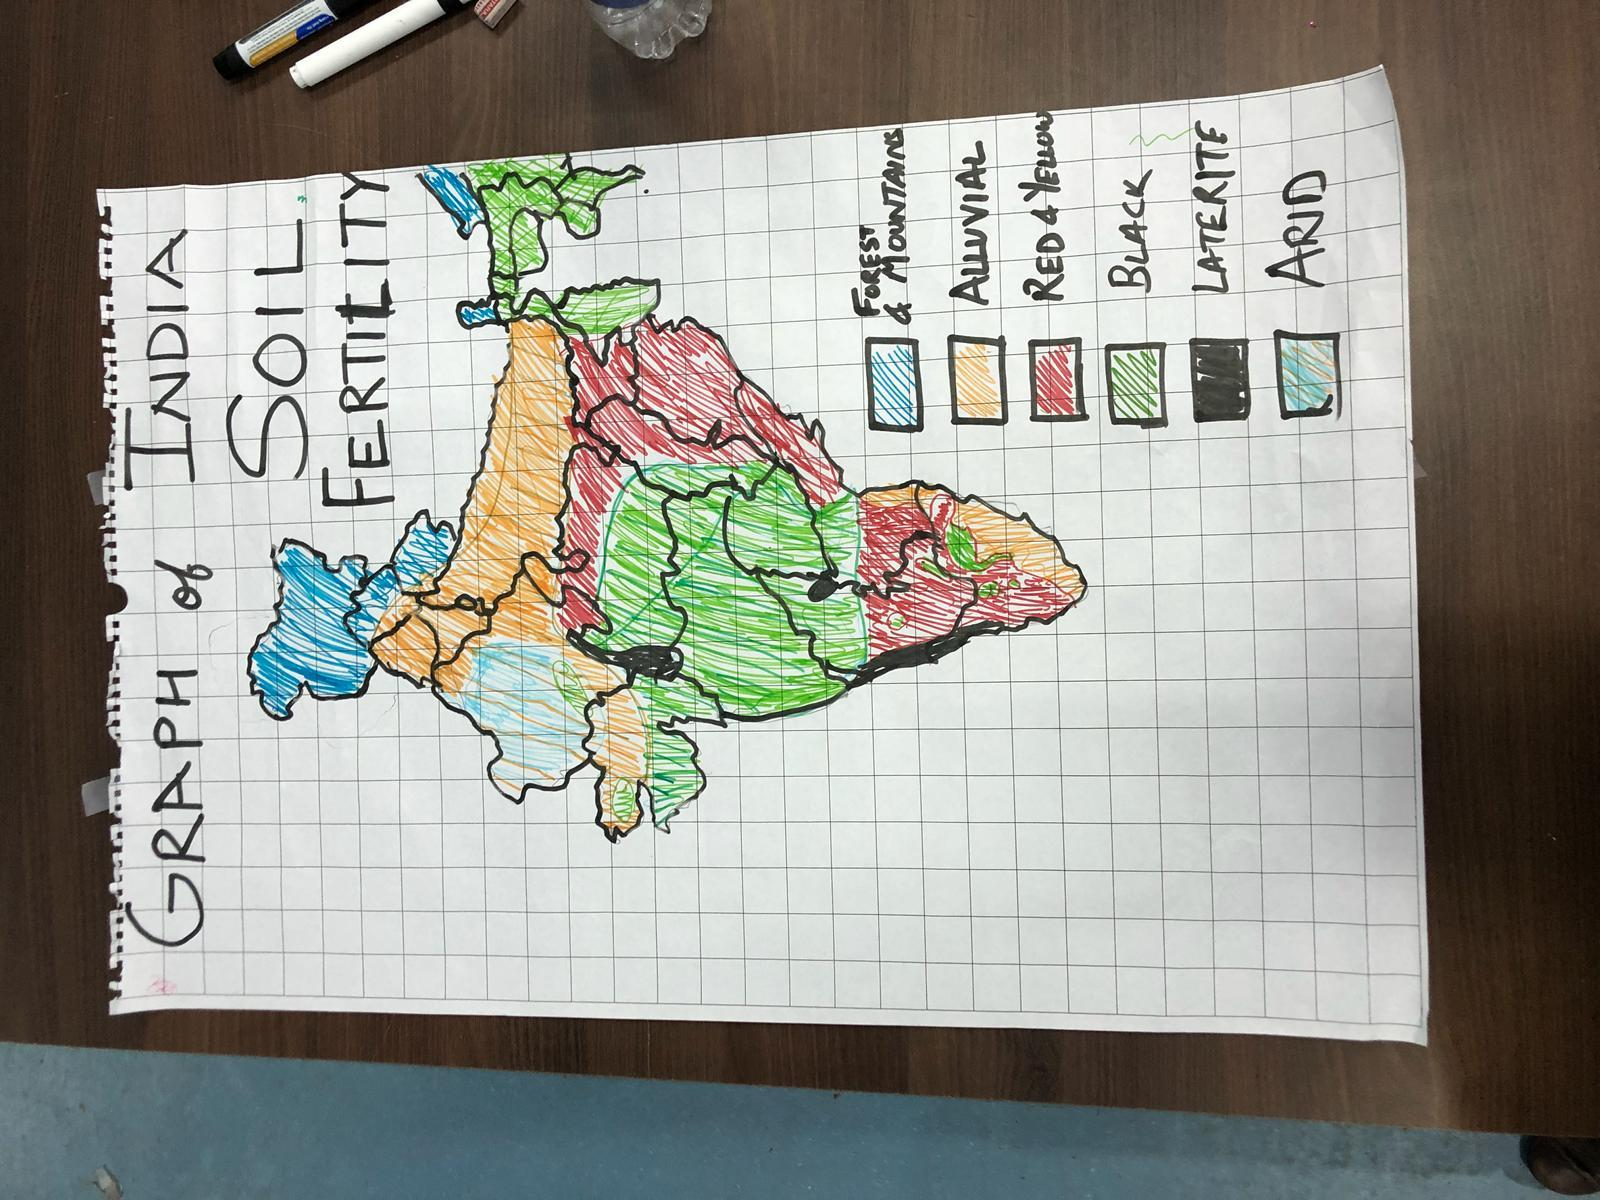 GRAPH of INDIA
SOIL
FERTILITY
FOREST
& MOUNTAINS
ALLUVIAL
RED & YELLOW
BLACK
LATERITE
ARID